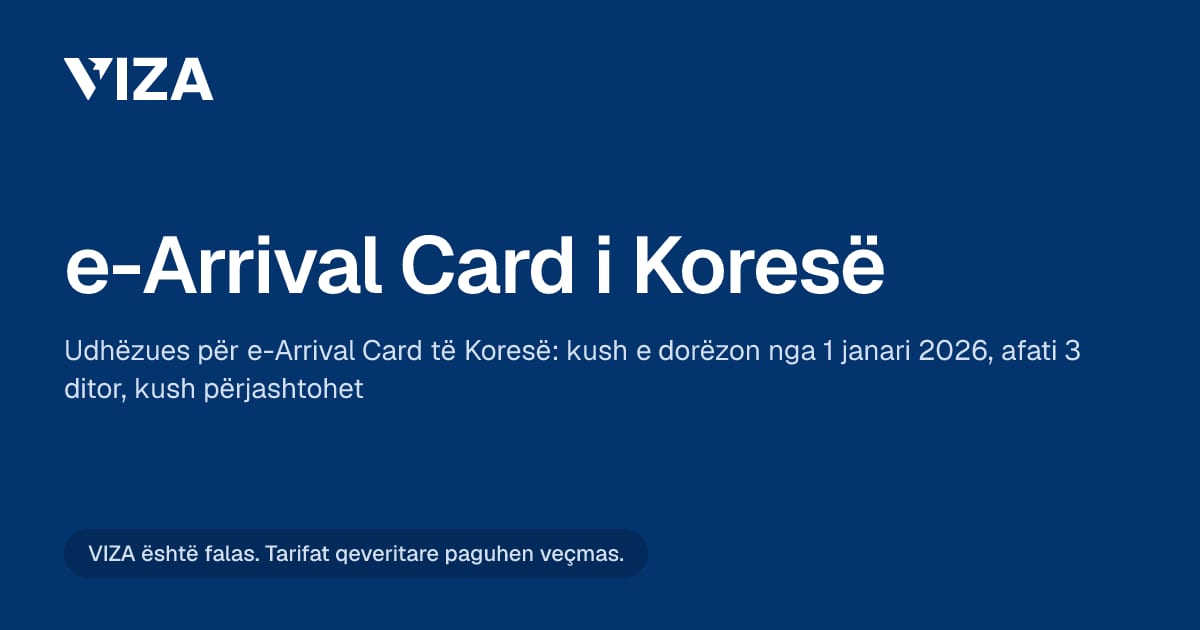 VIZA
e-Arrival Card i Koresë
Udhëzues për e-Arrival Card të Koresë: kush e dorëzon nga 1 janari 2026, afati 3
ditor, kush përjashtohet
VIZA është falas. Tarifat qeveritare paguhen veçmas.